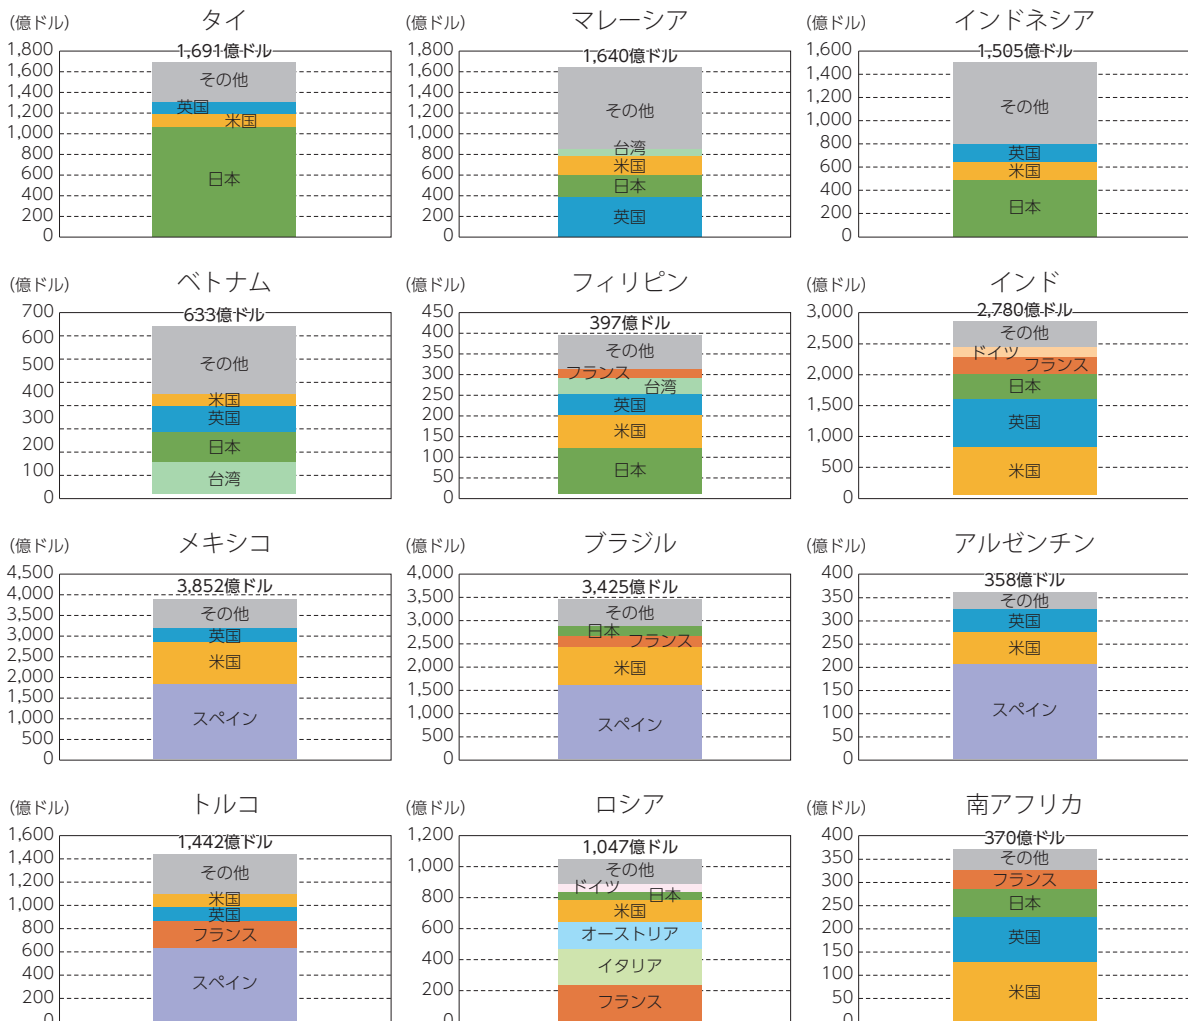 タイ
(億ドル)
1,691億ドル
1,800
1,600
1,400
1,200
1,000
800
600
400
200
0
その他
英国
米国
日本
マレーシア
(億ドル)
1,640億ドル
1,800
1,600
1,400
1,200
1,000
800
600
400
200
0
その他
台湾
米国
日本
英国
インドネシア
(億ドル)
1,505億ドル
1,600
1,400
1,200
1,000
800
600
400
200
0
その他
英国
米国
日本
ベトナム
(億ドル)
633億ドル
700
600
500
400
300
200
100
0
その他
米国
英国
日本
台湾
フィリピン
(億ドル)
397億ドル
450
400
350
300
250
200
150
100
50
0
その他
フランス
台湾
英国
米国
日本
インド
(億ドル)
2,780億ドル
3,000
2,500
2,000
1,500
1,000
500
0
その他
ドイツ
フランス
日本
英国
米国
メキシコ
(億ドル)
3,852億ドル
4,500
4,000
3,500
3,000
2,500
2,000
1,500
1,000
500
0
その他
英国
米国
スペイン
ブラジル
(億ドル)
3,425億ドル
4,000
3,500
3,000
2,500
2,000
1,500
1,000
500
0
その他
日本
フランス
米国
スペイン
アルゼンチン
(億ドル)
358億ドル
400
350
300
250
200
150
100
50
0
その他
英国
米国
スペイン
トルコ
(億ドル)
1,442億ドル
1,600
1,400
1,200
1,000
800
600
400
200
0
その他
米国
英国
フランス
スペイン
ロシア
(億ドル)
1,047億ドル
1,200
1,000
800
600
400
200
0
その他
ドイツ
日本
米国
オーストリア
イタリア
フランス
南アフリカ
(億ドル)
370億ドル
400
350
300
250
200
150
100
50
0
その他
フランス
日本
英国
米国